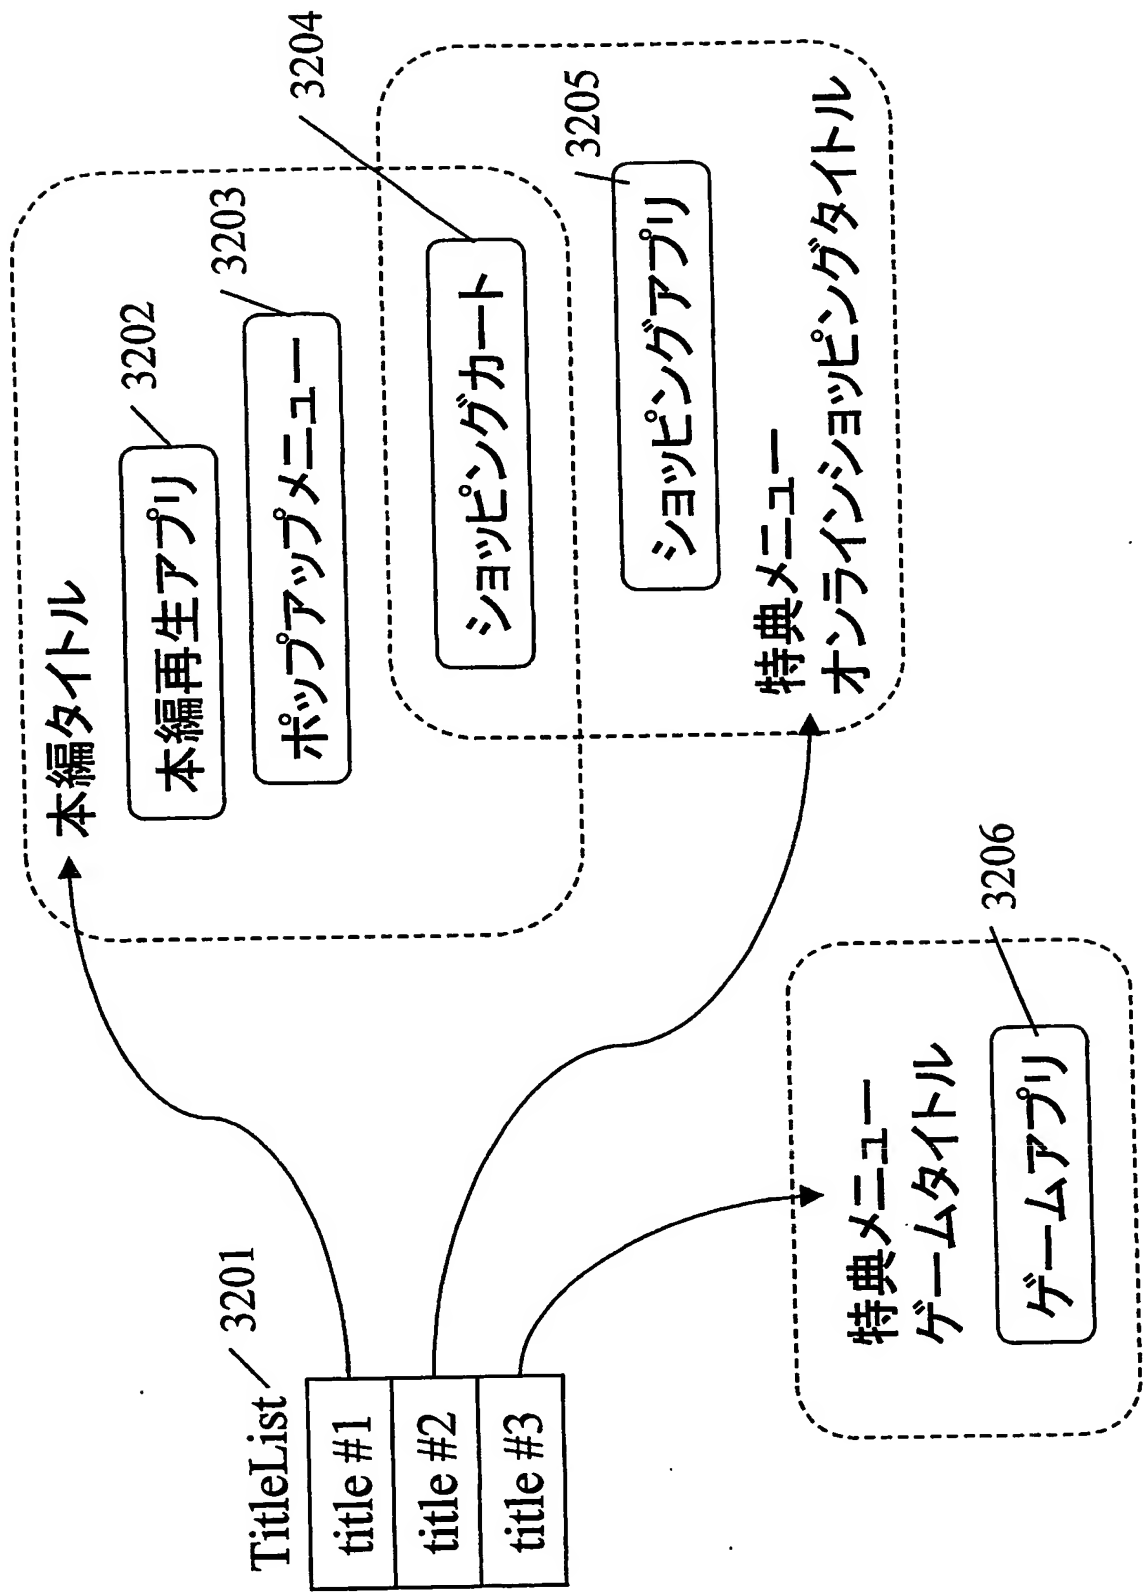 TitleList
3201
title #1
title #2
title #3
本編タイトル
本編再生アプリ
3202
ポップアップメニュー
3203
ショッピングカート
3204
ショッピングアプリ
3205
特典メニュー
オンラインショッピングタイトル
特典メニュー
ゲームタイトル
ゲームアプリ
3206